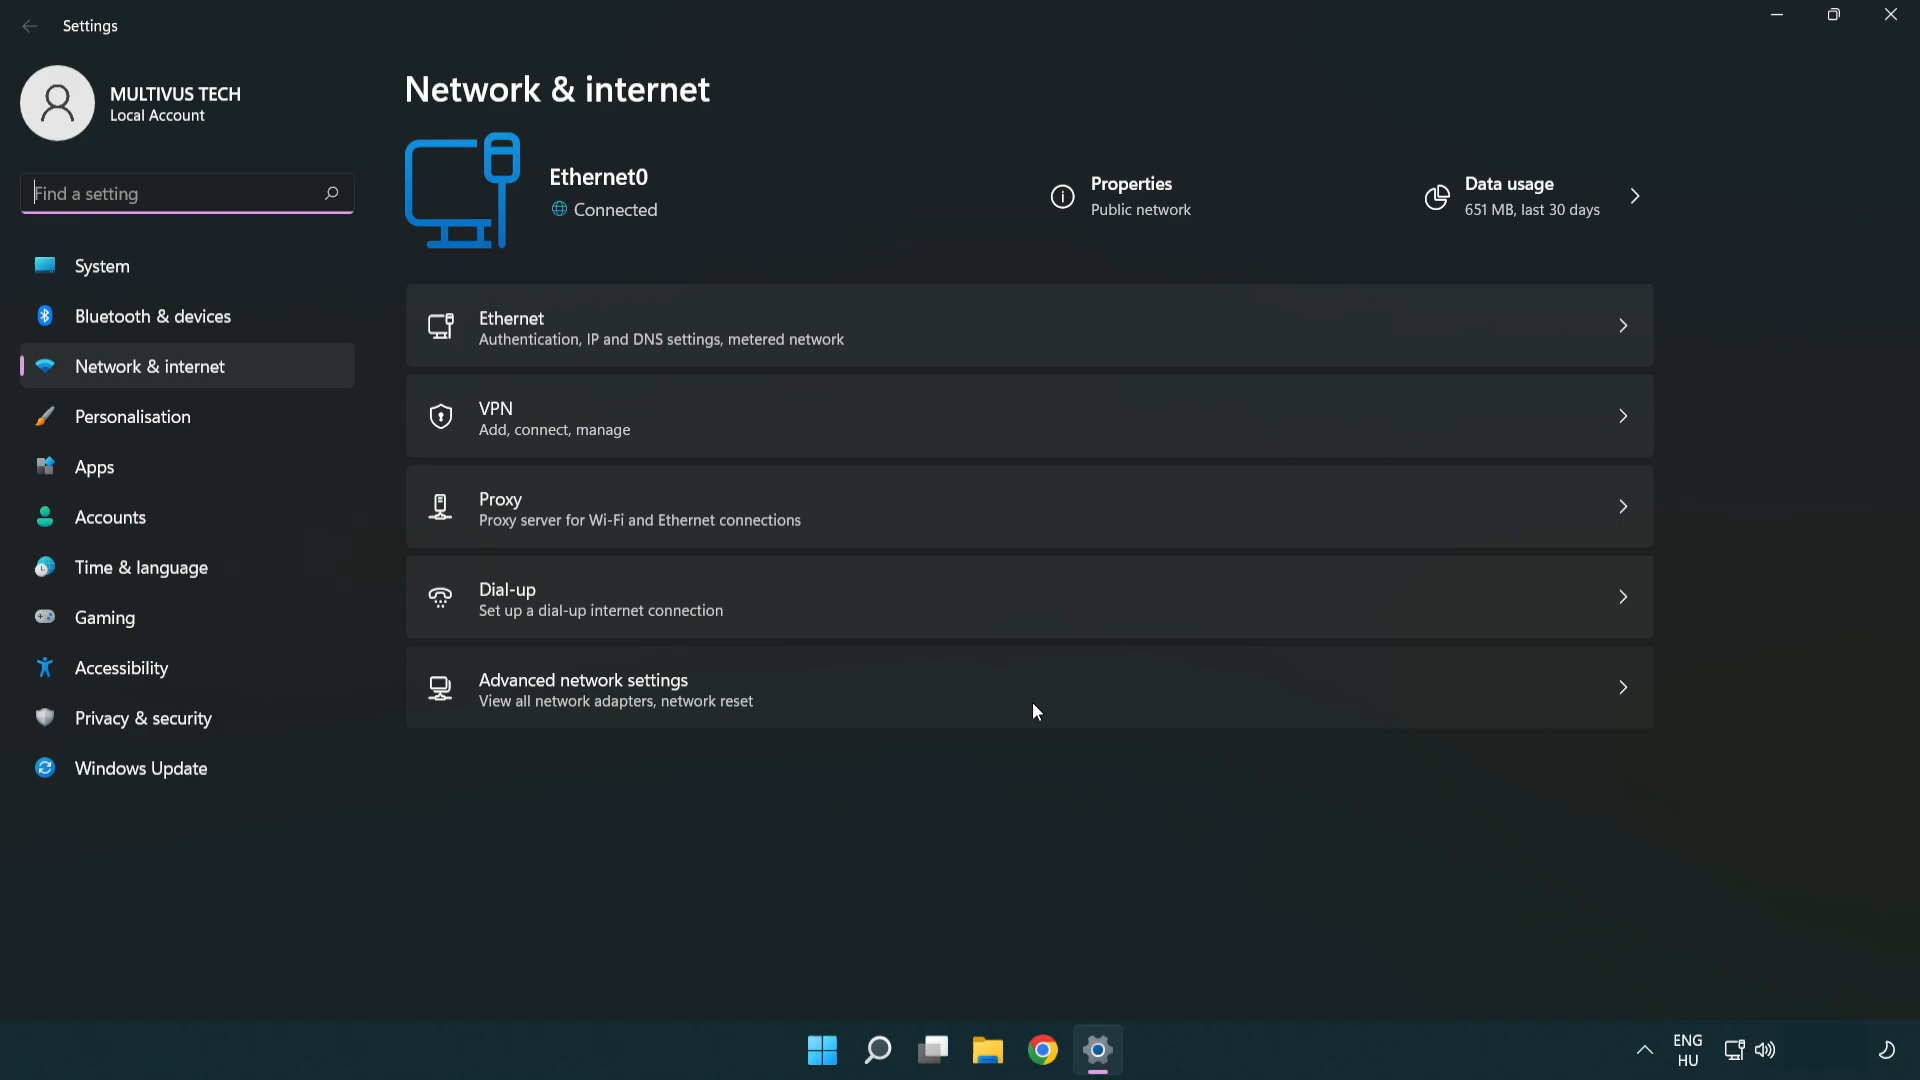 Settings
MULTIVUS TECH
Local Account
Find a setting
System
Bluetooth & devices
Network & internet
Personalisation
Apps
Accounts
Time & language
Gaming
Accessibility
Privacy & security
Windows Update
Network & internet
Ethernet0
Connected
Properties
Public network
Data usage
651 MB, last 30 days
Ethernet
Authentication, IP and DNS settings, metered network
VPN
Add, connect, manage
Proxy
Proxy server for Wi-Fi and Ethernet connections
Dial-up
Set up a dial-up internet connection
Advanced network settings
View all network adapters, network reset
ENG
HU